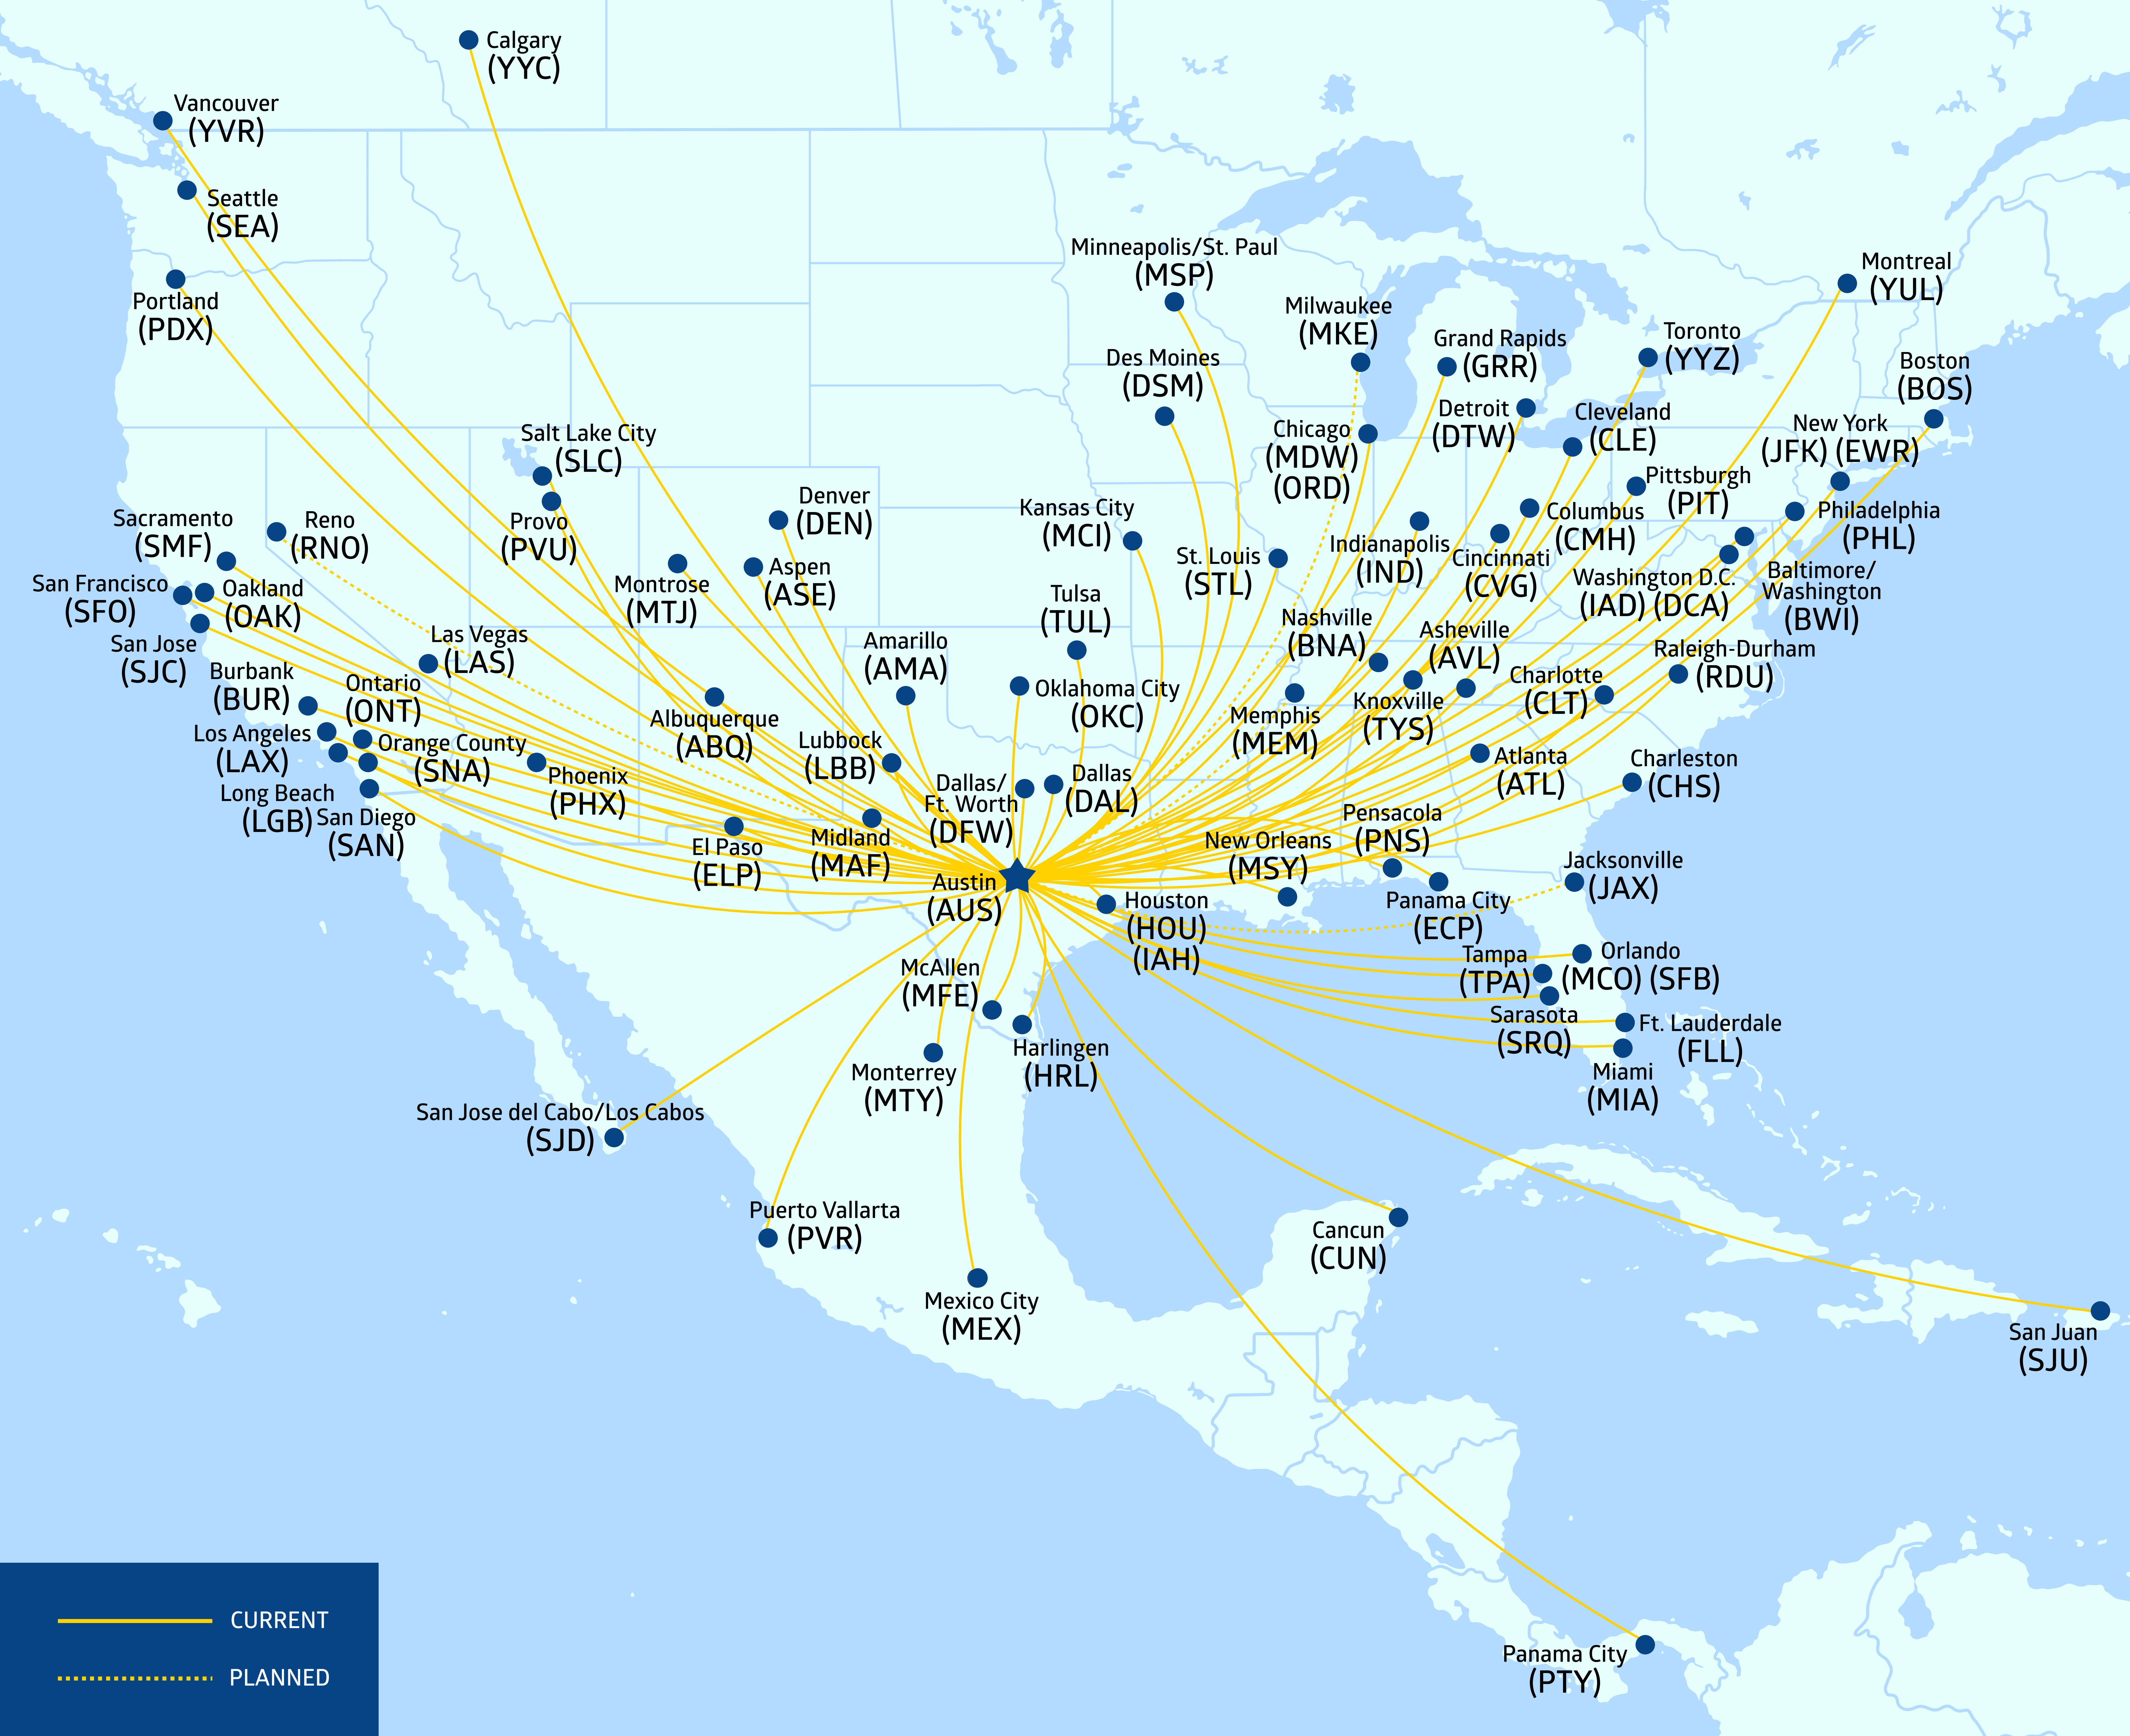 Calgary
(YYC)
Vancouver
(YVR)
Seattle
(SEA)
Portland
(PDX)
Minneapolis/St. Paul
(MSP)
Milwaukee
(MKE)
Des Moines
(DSM)
Grand Rapids
(GRR)
Toronto
(YYZ)
Montreal
(YUL)
Boston
(BOS)
Detroit
(DTW)
Cleveland
(CLE)
New York
(JFK) (EWR)
Chicago
(MDW)
(ORD)
Salt Lake City
(SLC)
Provo
(PVU)
Denver
(DEN)
Kansas City
(MCI)
St. Louis
(STL)
Indianapolis
(IND)
Cincinnati
(CVG)
Columbus
(CMH)
Pittsburgh
(PIT)
Philadelphia
(PHL)
Washington D.C.
(IAD) (DCA)
Baltimore/
Washington
(BWI)
Sacramento
(SMF)
Reno
(RNO)
San Francisco
(SFO)
Oakland
(OAK)
San Jose
(SJC)
Montrose
(MTJ)
Aspen
(ASE)
Tulsa
(TUL)
Las Vegas
(LAS)
Amarillo
(AMA)
Nashville
(BNA)
Asheville
(AVL)
Raleigh-Durham
(RDU)
Burbank
(BUR)
Ontario
(ONT)
Los Angeles
(LAX)
Orange County
(SNA)
Long Beach
(LGB)
San Diego
(SAN)
Phoenix
(PHX)
Albuquerque
(ABQ)
Lubbock
(LBB)
Oklahoma City
(OKC)
Memphis
(MEM)
Knoxville
(TYS)
Charlotte
(CLT)
Atlanta
(ATL)
Charleston
(CHS)
El Paso
(ELP)
Midland
(MAF)
Dallas/
Ft. Worth
(DFW)
Dallas
(DAL)
New Orleans
(MSY)
Pensacola
(PNS)
Panama City
(ECP)
Jacksonville
(JAX)
Austin
(AUS)
Houston
(HOU)
(IAH)
Tampa
(TPA)
Orlando
(MCO) (SFB)
Sarasota
(SRQ)
Ft. Lauderdale
(FLL)
Miami
(MIA)
McAllen
(MFE)
Harlingen
(HRL)
Monterrey
(MTY)
San Jose del Cabo/Los Cabos
(SJD)
Puerto Vallarta
(PVR)
Mexico City
(MEX)
Cancun
(CUN)
San Juan
(SJU)
Panama City
(PTY)
CURRENT
PLANNED